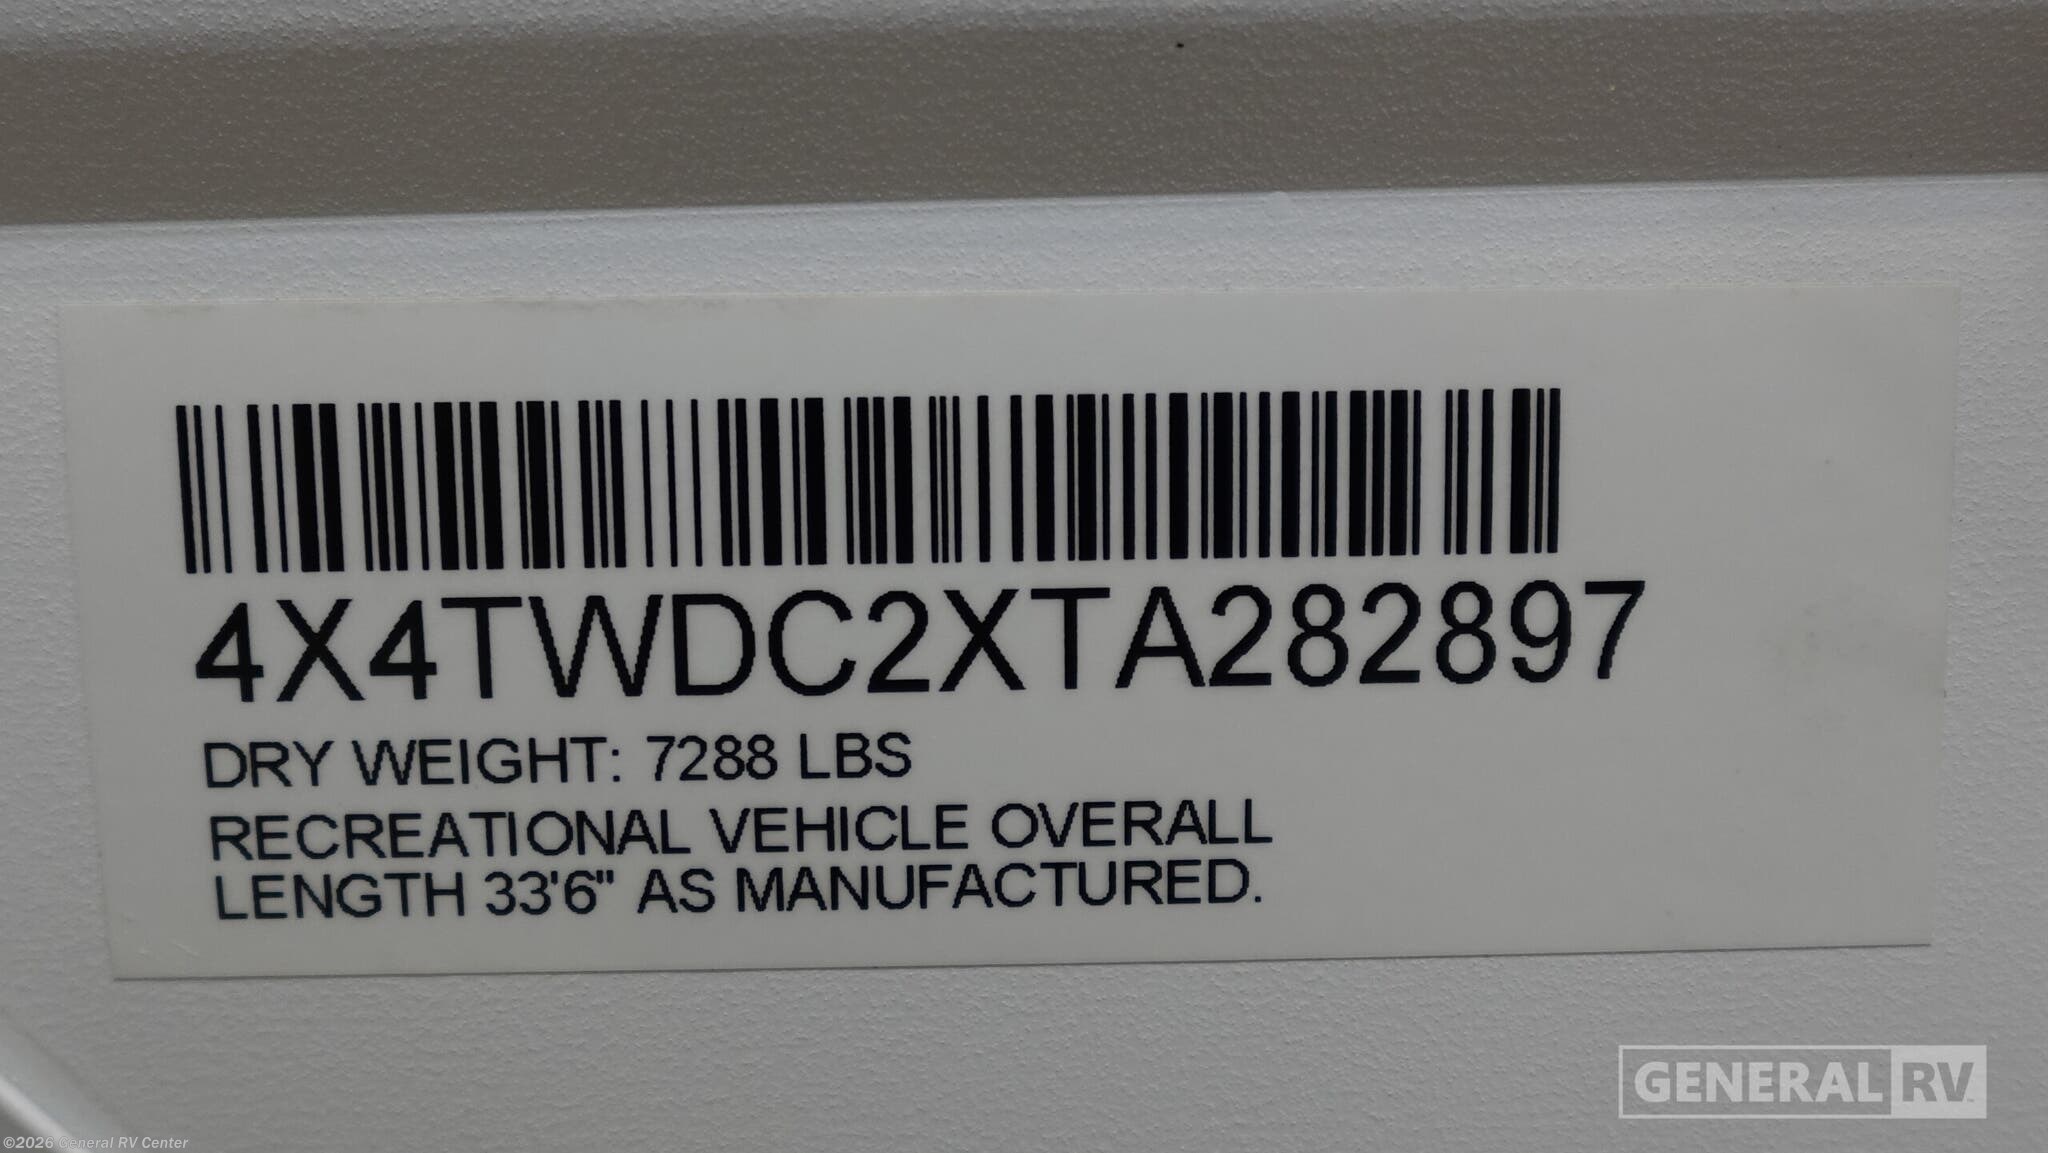 4X4TWDC2XTA282897
DRY WEIGHT: 7288 LBS
RECREATIONAL VEHICLE OVERALL
LENGTH 33'6" AS MANUFACTURED.
GENERAL RV
©2026 General RV Center